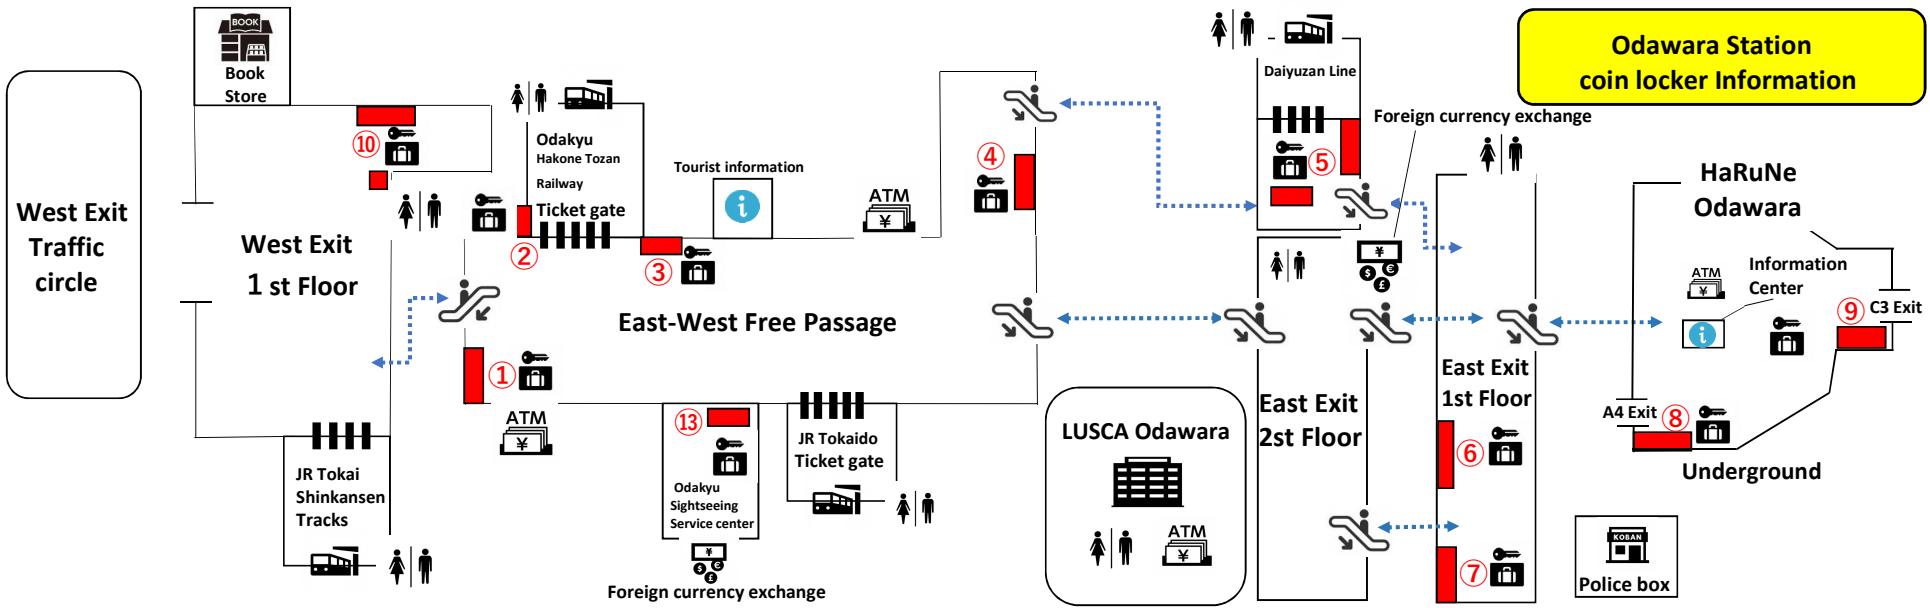 Odawara Station
coin locker Information
BOOK
Book
Store
West Exit
Traffic
circle
⑩
West Exit
1 st Floor
JR Tokai
Shinkansen
Tracks
Odakyu
Hakone Tozan
Railway
Ticket gate
②
③
Tourist information
i
ATM
¥
④
East-West Free Passage
①
ATM
¥
⑬
Odakyu
Sightseeing
Service center
¥
$ € £
Foreign currency exchange
JR Tokaido
Ticket gate
LUSCA Odawara
ATM
¥
Daiyuzan Line
⑤
Foreign currency exchange
¥
$ € £
East Exit
2st Floor
East Exit
1st Floor
⑥
⑦
HaRuNe
Odawara
Information
Center
ATM
¥
i
⑨
C3 Exit
A4 Exit
⑧
Underground
KOBAN
Police box